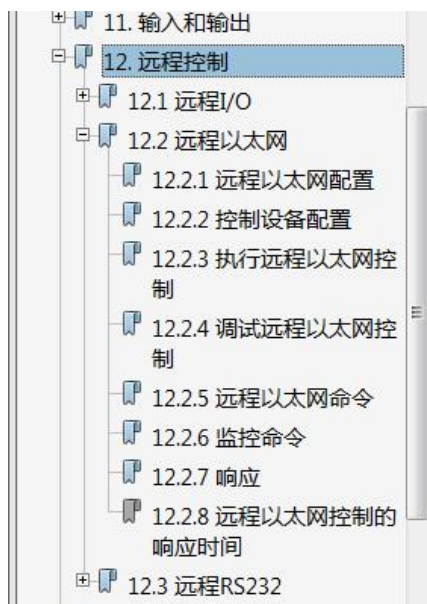 11. 输入和输出
12. 远程控制
12.1 远程I/O
12.2 远程以太网
12.2.1 远程以太网配置
12.2.2 控制设备配置
12.2.3 执行远程以太网控
制
12.2.4 调试远程以太网控
制
12.2.5 远程以太网命令
12.2.6 监控命令
12.2.7 响应
12.2.8 远程以太网控制的
响应时间
12.3 远程RS232